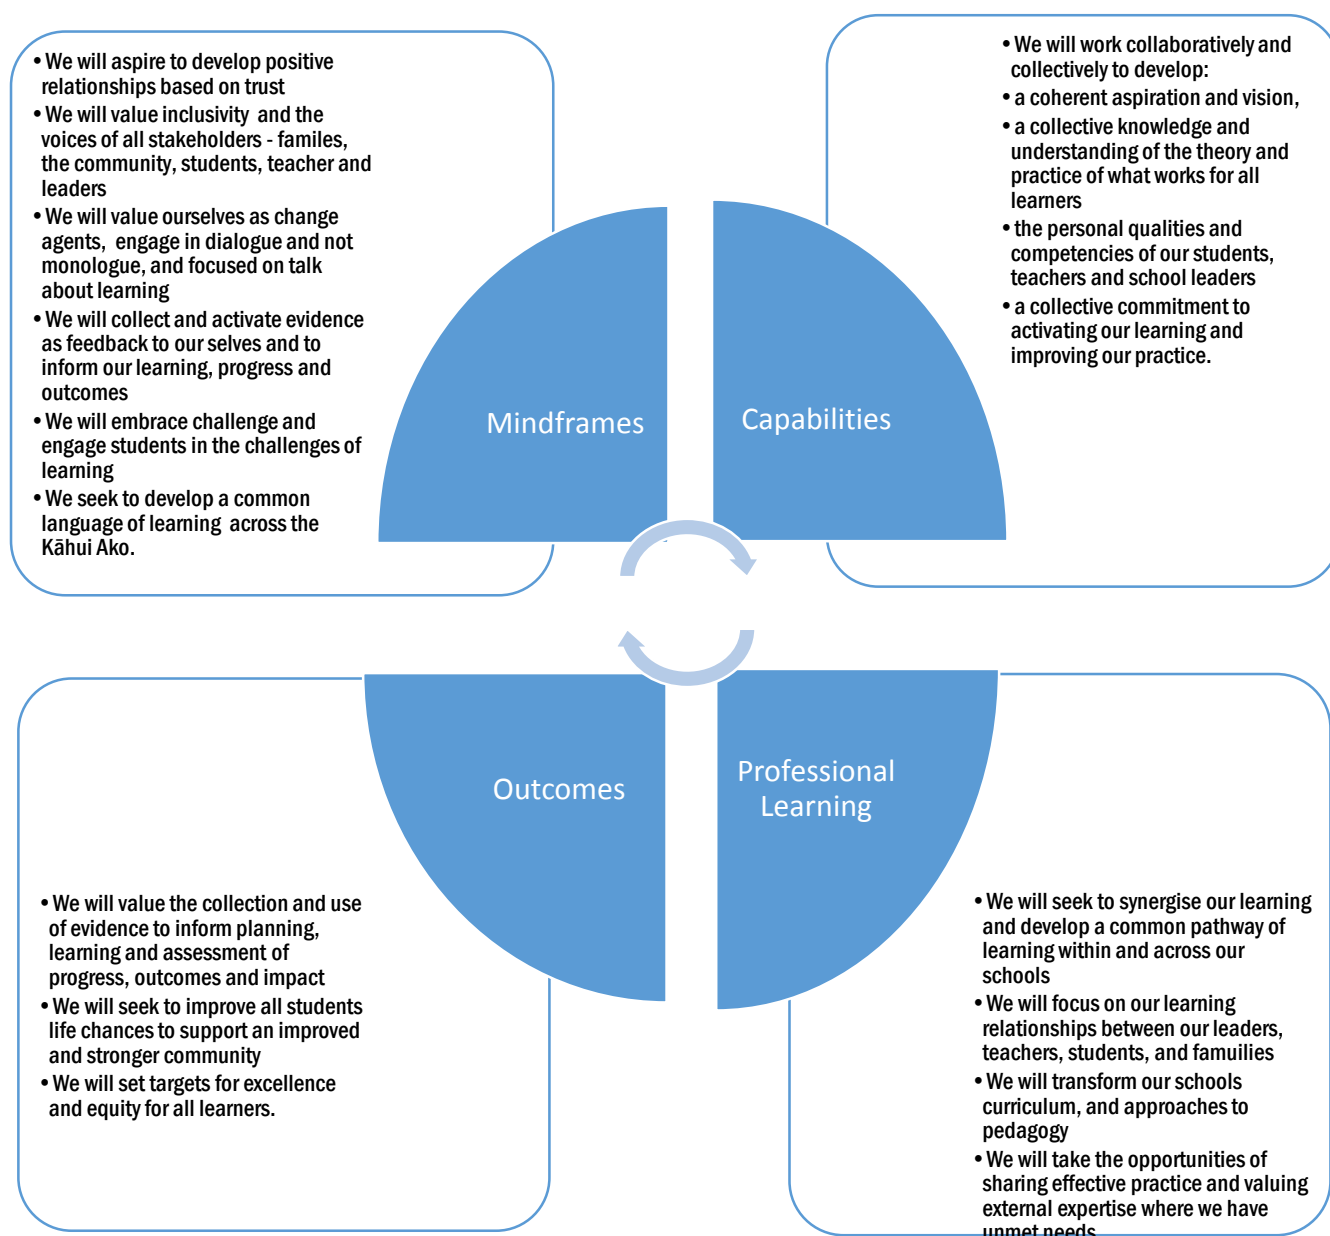 • We will aspire to develop positive
relationships based on trust
• We will value inclusivity and the
voices of all stakeholders - familes,
the community, students, teacher and
leaders
• We will value ourselves as change
agents, engage in dialogue and not
monologue, and focused on talk
about learning
• We will collect and activate evidence
as feedback to our selves and to
inform our learning, progress and
outcomes
• We will embrace challenge and
engage students in the challenges of
learning
• We seek to develop a common
language of learning across the
Kāhui Ako.
Mindframes
• We will work collaboratively and
collectively to develop:
• a coherent aspiration and vision,
• a collective knowledge and
understanding of the theory and
practice of what works for all
learners
• the personal qualities and
competencies of our students,
teachers and school leaders
• a collective commitment to
activating our learning and
improving our practice.
Capabilities
Outcomes
• We will value the collection and use
of evidence to inform planning,
learning and assessment of
progress, outcomes and impact
• We will seek to improve all students
life chances to support an improved
and stronger community
• We will set targets for excellence
and equity for all learners.
Professional
Learning
• We will seek to synergise our learning
and develop a common pathway of
learning within and across our
schools
• We will focus on our learning
relationships between our leaders,
teachers, students, and famuilies
• We will transform our schools
curriculum, and approaches to
pedagogy
• We will take the opportunities of
sharing effective practice and valuing
external expertise where we have
unmet needs